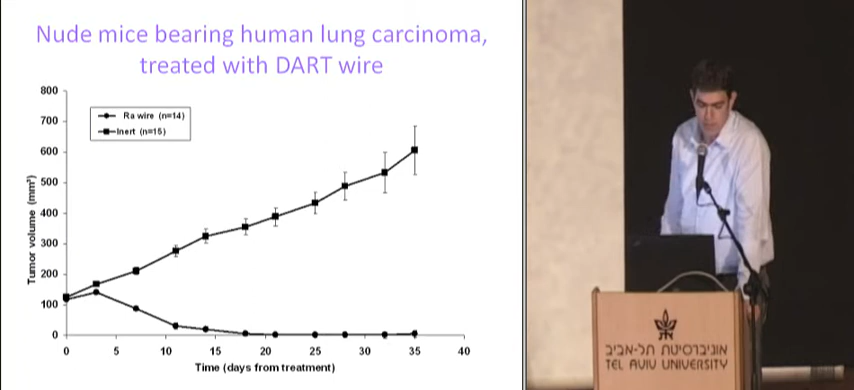 Nude mice bearing human lung carcinoma,
treated with DART wire
800
700
600
500
400
300
200
100
0
Tumor volume (mm³)
Ra wire (n=14)
Inert (n=15)
0 5 10 15 20 25 30 35 40
Time (days from treatment)
אוניברסיטת תל-אביב
TEL AVIV UNIVERSITY